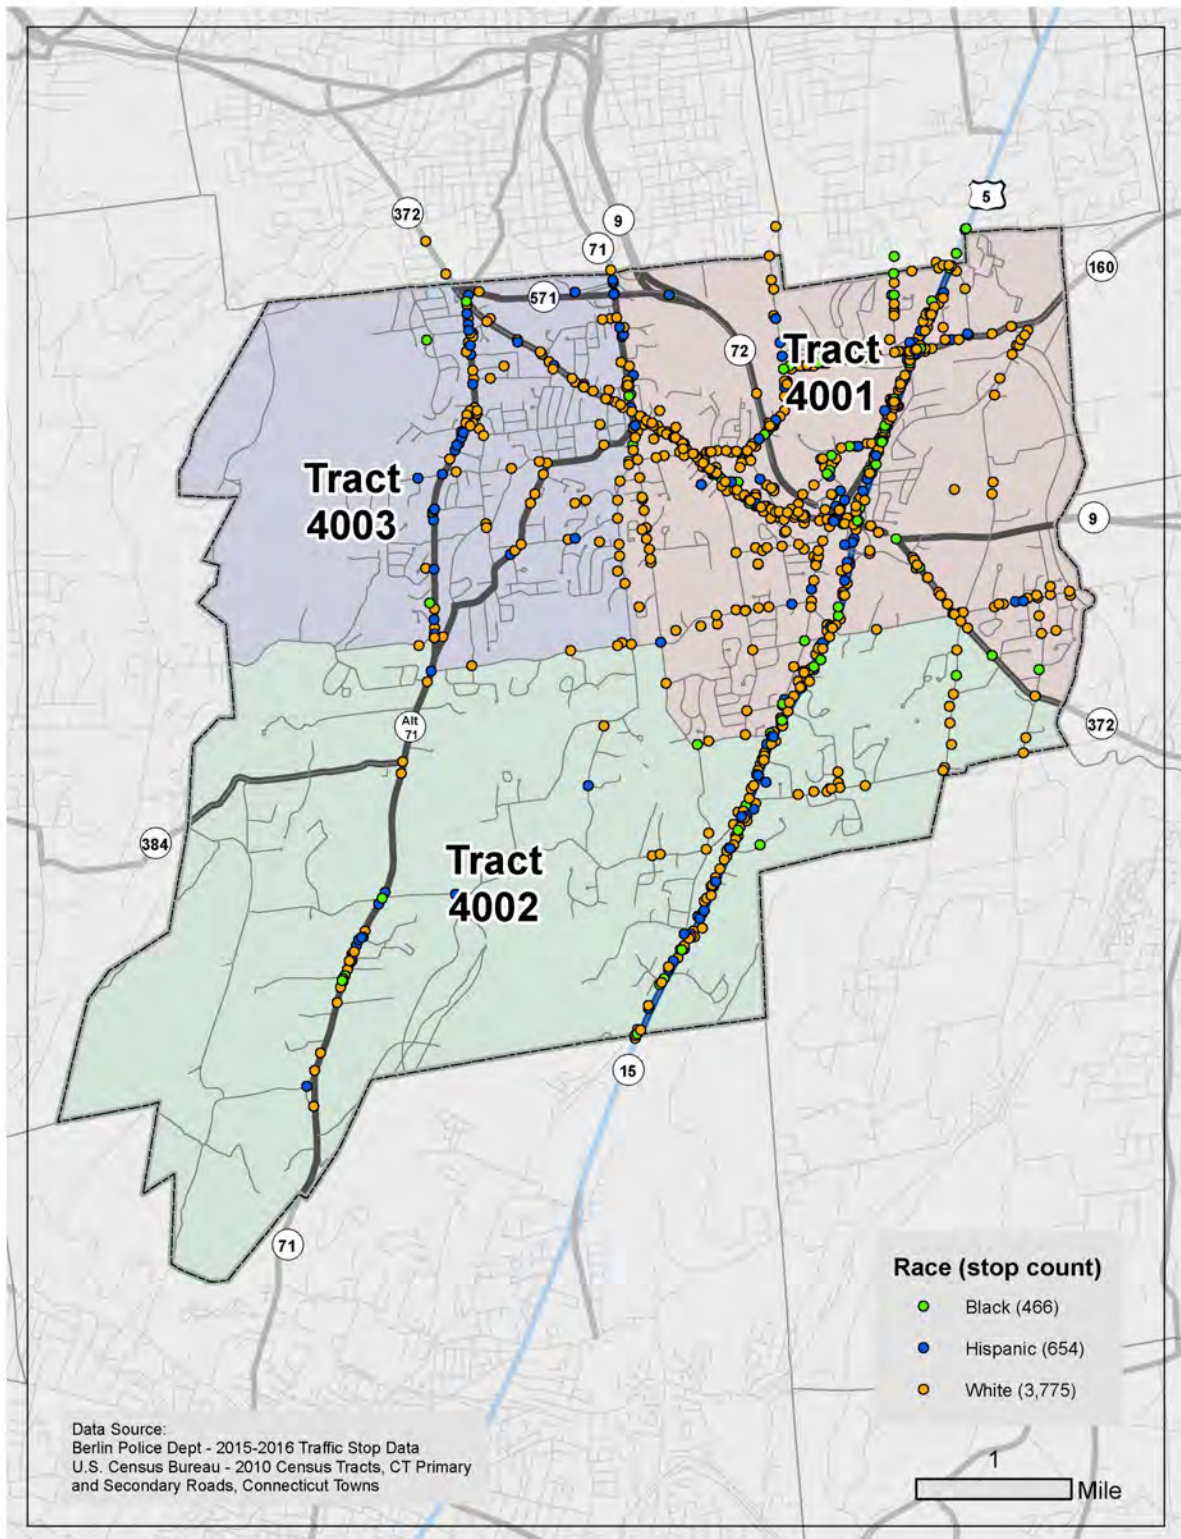 5
372
9
71
160
571
72
Tract
4001
Tract
4003
9
Alt
71
372
384
Tract
4002
15
71
Race (stop count)
Black (466)
Hispanic (654)
White (3,775)
Data Source:
Berlin Police Dept - 2015-2016 Traffic Stop Data
U.S. Census Bureau - 2010 Census Tracts, CT Primary
and Secondary Roads, Connecticut Towns
1
Mile